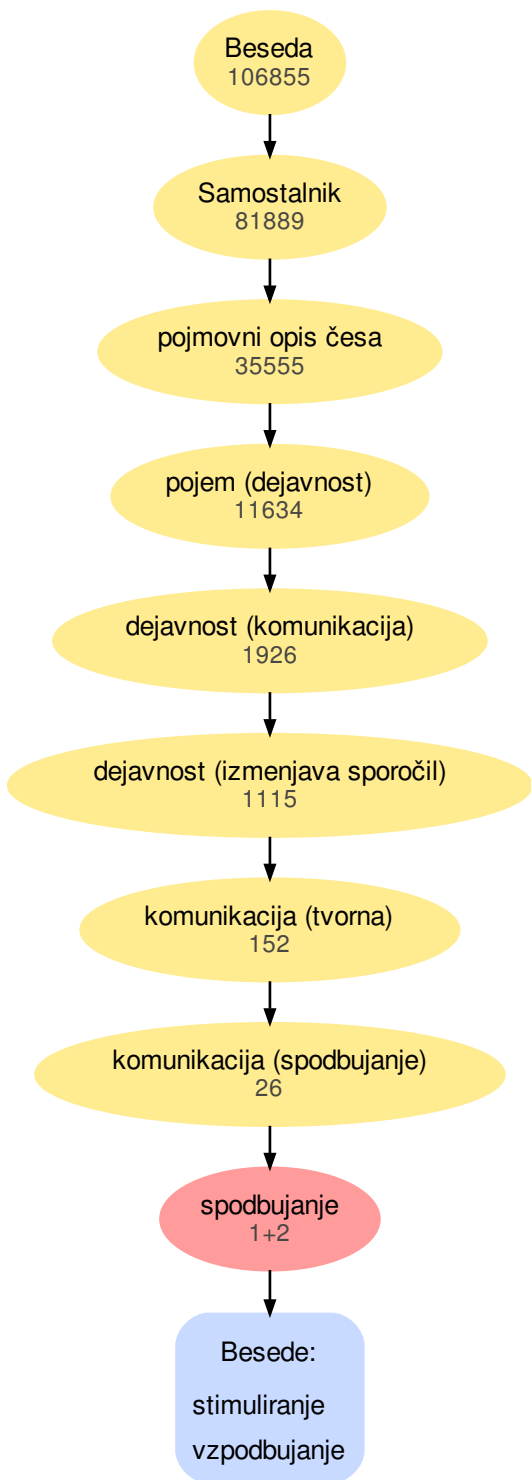 Beseda
106855
Samostalnik
81889
pojmovni opis česa
35555
pojem (dejavnost)
11634
dejavnost (komunikacija)
1926
dejavnost (izmenjava sporočil)
1115
komunikacija (tvorna)
152
komunikacija (spodbujanje)
26
spodbujanje
1+2
Besede:
stimuliranje
vzpodbujanje